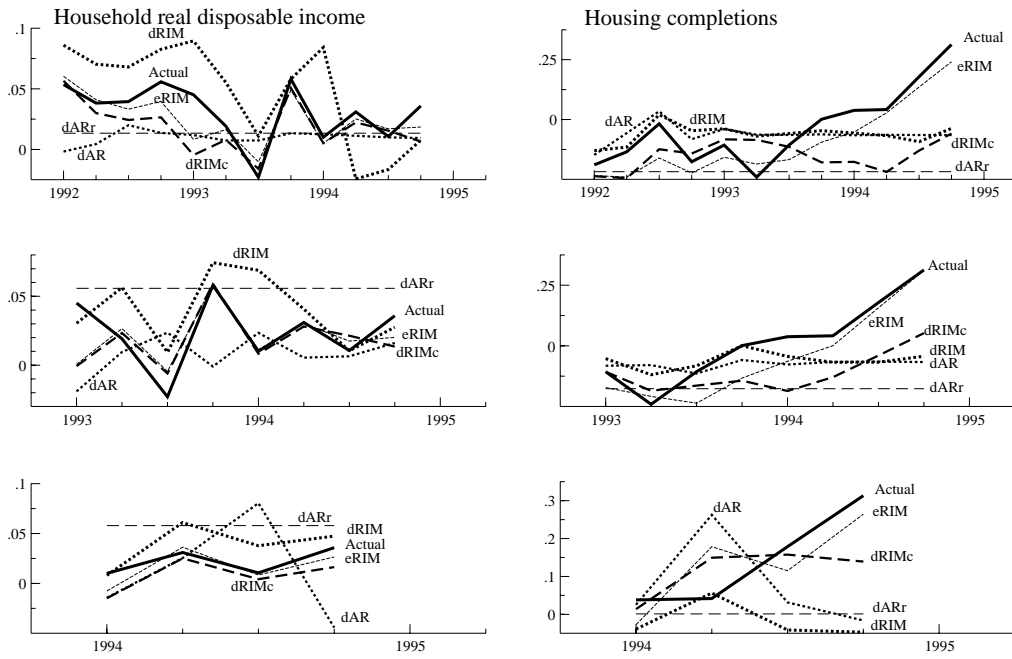 Household real disposable income
.1
.05
0
dRIM
Actual
eRIM
dARr
dAR
dRIMc
1992
1993
1994
1995
Housing completions
.25
0
Actual
eRIM
dAR
dRIM
dRIMc
dARr
1992
1993
1994
1995
.05
0
dRIM
dARr
Actual
eRIM
dRIMc
dAR
1993
1994
1995
.25
0
Actual
eRIM
dRIMc
dRIM
dAR
dARr
1993
1994
1995
.1
.05
0
dARr
dRIM
Actual
eRIM
dRIMc
dAR
1994
1995
.3
.2
.1
0
Actual
dAR
eRIM
dRIMc
dARr
dRIM
1994
1995